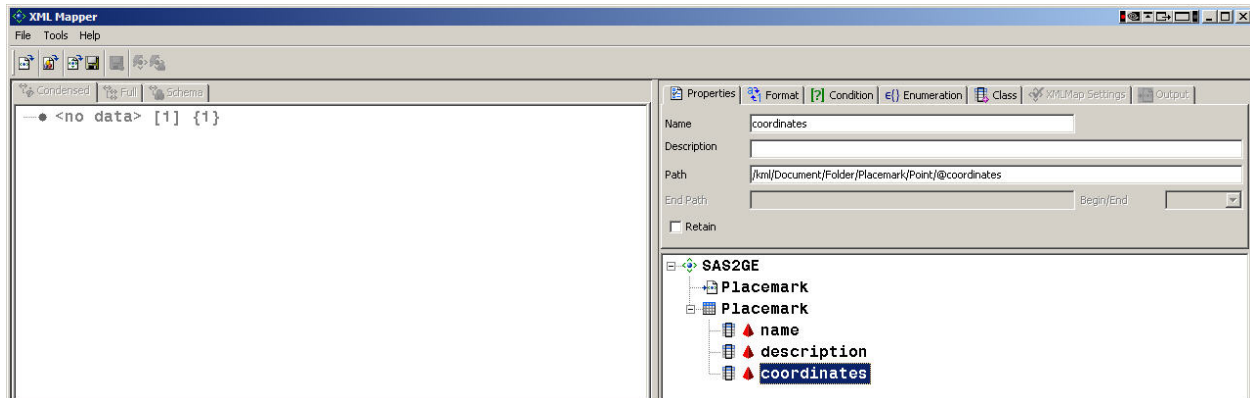 XML Mapper
File Tools Help
Condensed Full Schema
<no data> [1] {1}
Properties Format [?] Condition ε{} Enumeration Class XMLMap Settings Output
Name coordinates
Description
Path /kml/Document/Folder/Placemark/Point/@coordinates
End Path Begin/End
Retain
SAS2GE
Placemark
Placemark
name
description
coordinates